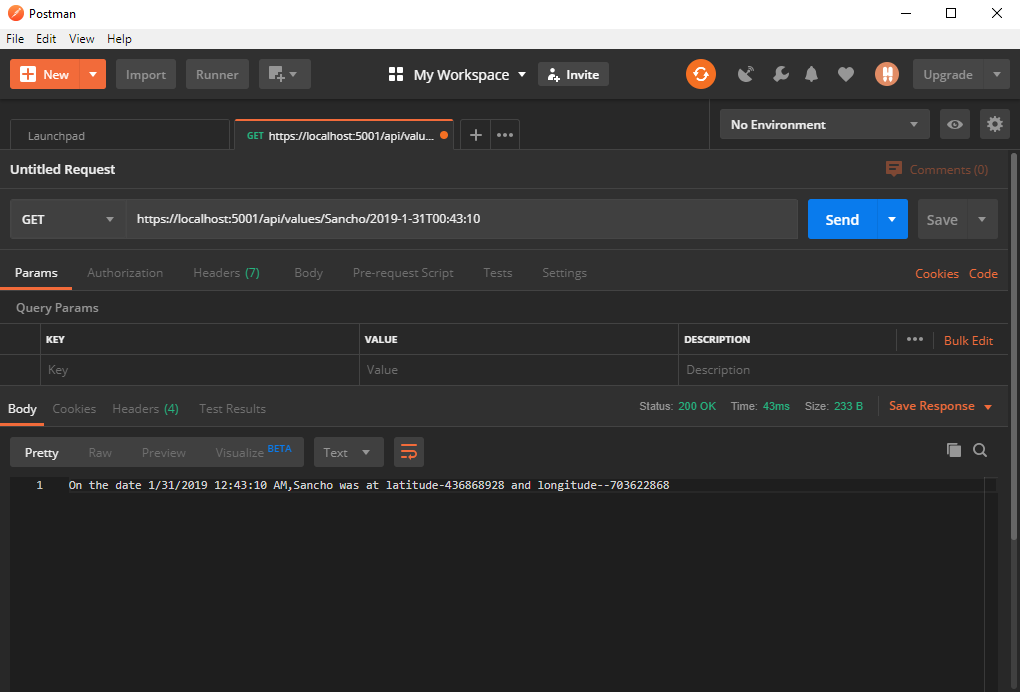 Postman
File Edit View Help
New Import Runner My Workspace Invite Upgrade
Launchpad GET https://localhost:5001/api/valu... No Environment
Untitled Request Comments (0)
GET https://localhost:5001/api/values/Sancho/2019-1-31T00:43:10 Send Save
Params Authorization Headers (7) Body Pre-request Script Tests Settings Cookies Code
Query Params
KEY VALUE DESCRIPTION Bulk Edit
Key Value Description
Body Cookies Headers (4) Test Results Status: 200 OK Time: 43ms Size: 233 B Save Response
Pretty Raw Preview Visualize BETA Text
1 On the date 1/31/2019 12:43:10 AM,Sancho was at latitude-436868928 and longitude--703622868